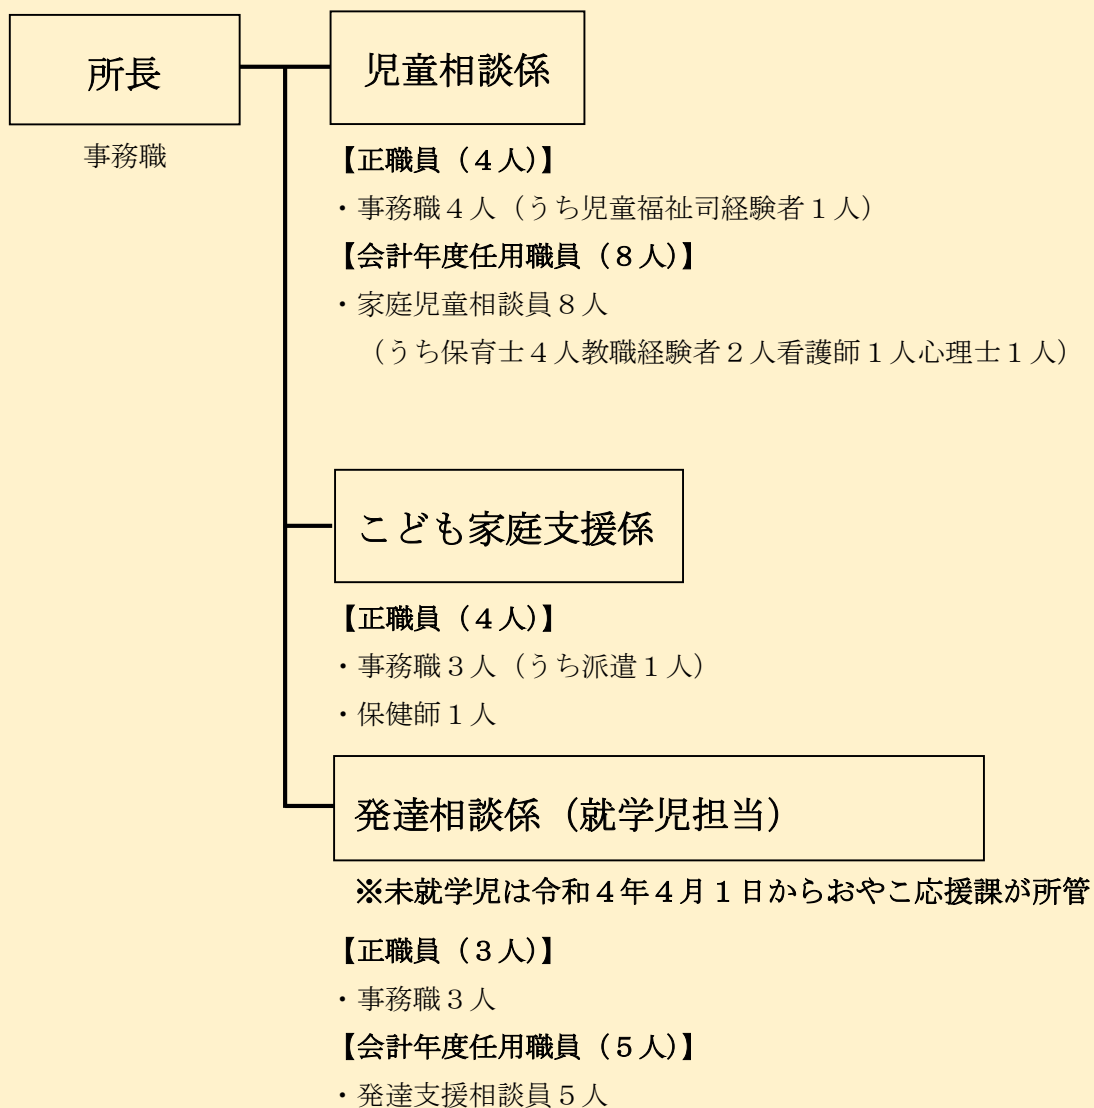 所長
事務職
児童相談係
【正職員（４人）】
・事務職４人（うち児童福祉司経験者１人）
【会計年度任用職員（８人）】
・家庭児童相談員８人
（うち保育士４人教職経験者２人看護師１人心理士１人）
こども家庭支援係
【正職員（４人）】
・事務職３人（うち派遣１人）
・保健師１人
発達相談係（就学児担当）
※未就学児は令和４年４月１日からおやこ応援課が所管
【正職員（３人）】
・事務職３人
【会計年度任用職員（５人）】
・発達支援相談員５人